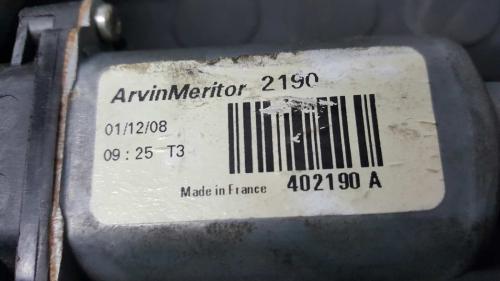 ArvinMeritor 2190
01/12/08
09 : 25 T3
Made in France 402190 A